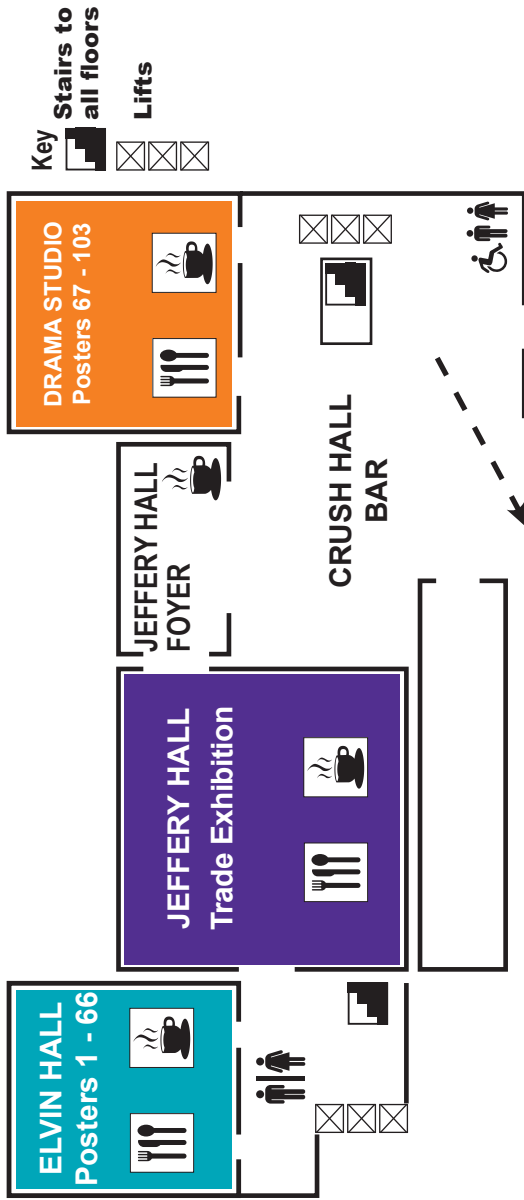 ELVIN HALL
Posters 1 - 66
JEFFERY HALL
Trade Exhibition
JEFFERY HALL
FOYER
DRAMA STUDIO
Posters 67 - 103
CRUSH HALL
BAR
Key
Stairs to
all floors
Lifts